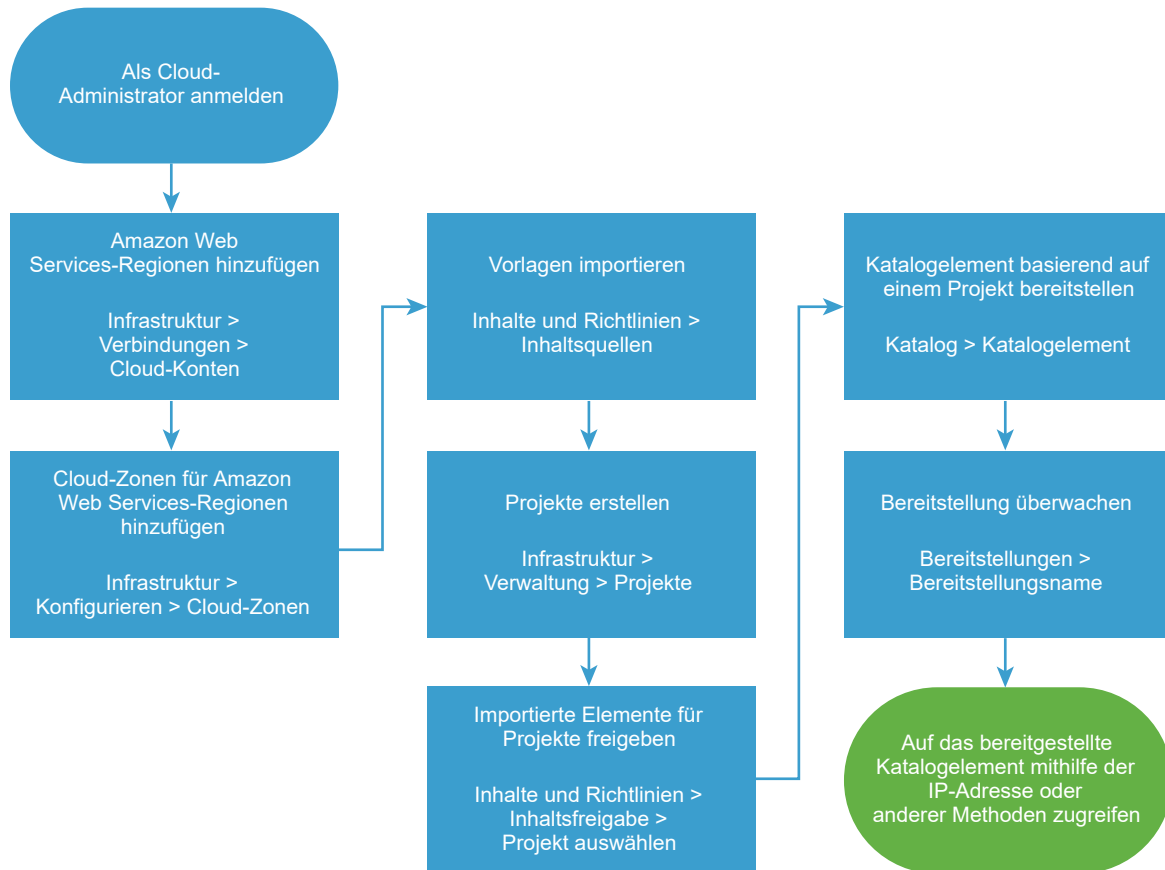 Als Cloud-
Administrator anmelden
Amazon Web
Services-Regionen hinzufügen
Infrastruktur >
Verbindungen >
Cloud-Konten
Cloud-Zonen für Amazon
Web Services-Regionen
hinzufügen
Infrastruktur >
Konfigurieren > Cloud-Zonen
Vorlagen importieren
Inhalte und Richtlinien >
Inhaltsquellen
Projekte erstellen
Infrastruktur >
Verwaltung > Projekte
Importierte Elemente für
Projekte freigeben
Inhalte und Richtlinien >
Inhaltsfreigabe >
Projekt auswählen
Katalogelement basierend auf
einem Projekt bereitstellen
Katalog > Katalogelement
Bereitstellung überwachen
Bereitstellungen >
Bereitstellungsname
Auf das bereitgestellte
Katalogelement mithilfe der
IP-Adresse oder
anderer Methoden zugreifen